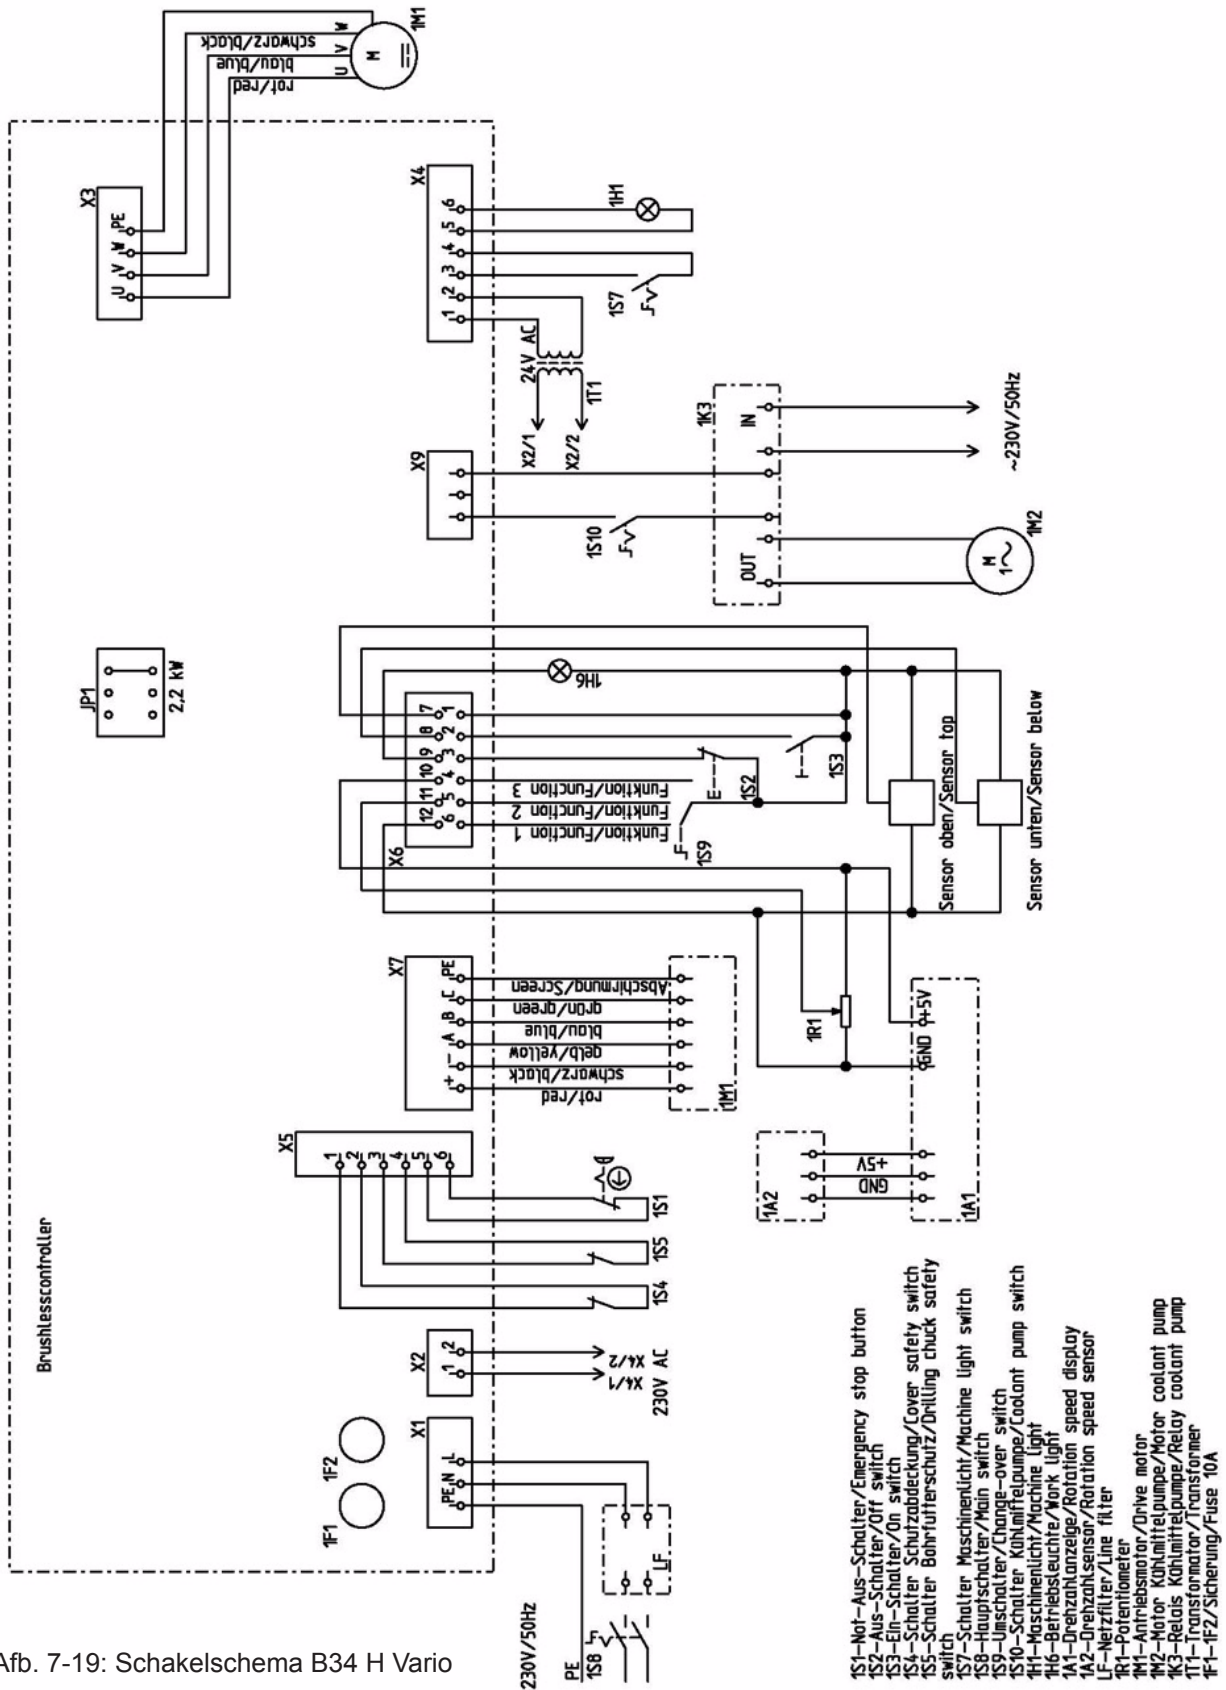 Brushlesscontroller
1F1
1F2
X1
PE
N
L
230V/50Hz
PE
1S8
LF
X2
1
2
X4/1
X4/2
230V AC
X5
1
2
3
4
5
6
1S4
1S5
1S1
X7
+
-
A
B
C
PE
rot/red
schwarz/black
gelb/yellow
blau/blue
grün/green
Abschirmung/Screen
1M1
1A2
GND
+5V
1A1
GND
+5V
1R1
X6
12
11
10
9
8
7
6
5
4
3
2
1
Funktion/Function 1
Funktion/Function 2
Funktion/Function 3
1S9
1S2
1S3
1H6
Sensor oben/Sensor top
Sensor unten/Sensor below
JP1
2,2 kW
X9
1S10
1K3
OUT
IN
M
1~
1M2
~230V/50Hz
X2/1
X2/2
24V AC
1T1
X4
1
2
3
4
5
6
1S7
1H1
X3
U
V
W
PE
rot/red
blau/blue
schwarz/black
U
V
W
M
1M1
1S1-Not-Aus-Schalter/Emergency stop button
1S2-Aus-Schalter/Off switch
1S3-Ein-Schalter/On switch
1S4-Schalter Schutzabdeckung/Cover safety switch
1S5-Schalter Bohrfutterschutz/Drilling chuck safety
switch
1S7-Schalter Maschinenlicht/Machine light switch
1S8-Hauptschalter/Main switch
1S9-Umschalter/Change-over switch
1S10-Schalter Kühlmittelpumpe/Coolant pump switch
1H1-Maschinenlicht/Machine light
1H6-Betriebsleuchte/Work light
1A1-Drehzahlanzeige/Rotation speed display
1A2-Drehzahlsensor/Rotation speed sensor
LF-Netzfilter/Line filter
1R1-Potentiometer
1M1-Antriebsmotor/Drive motor
1M2-Motor Kühlmittelpumpe/Motor coolant pump
1K3-Relais Kühlmittelpumpe/Relay coolant pump
1T1-Transformator/Transformer
1F1-1F2/Sicherung/Fuse 10A
Afb. 7-19: Schakelschema B34 H Vario